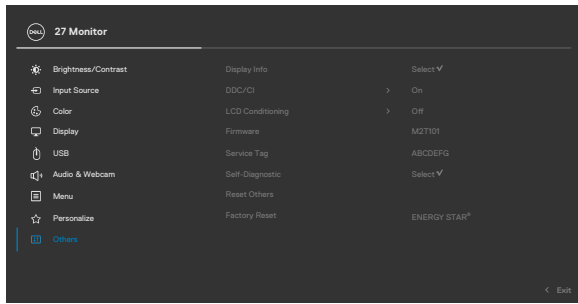 DELL 27 Monitor
Brightness/Contrast Display Info Select ✓
Input Source DDC/CI > On
Color LCD Conditioning > Off
Display Firmware M2T101
USB Service Tag ABCDEFG
Audio & Webcam Self-Diagnostic Select ✓
Menu Reset Others
Personalize Factory Reset ENERGY STAR®
Others
< Exit